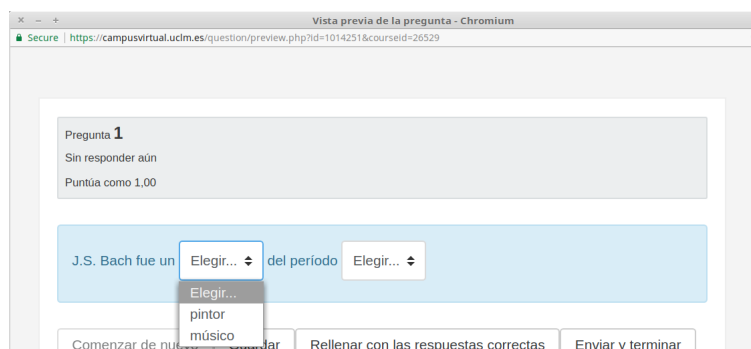 × – + Vista previa de la pregunta - Chromium
Secure | https://campusvirtual.uclm.es/question/preview.php?id=1014251&courseid=26529
Pregunta 1
Sin responder aún
Puntúa como 1,00
J.S. Bach fue un Elegir... del período Elegir...
Elegir...
pintor
músico
Comenzar de Rellenar con las respuestas correctas Enviar y terminar